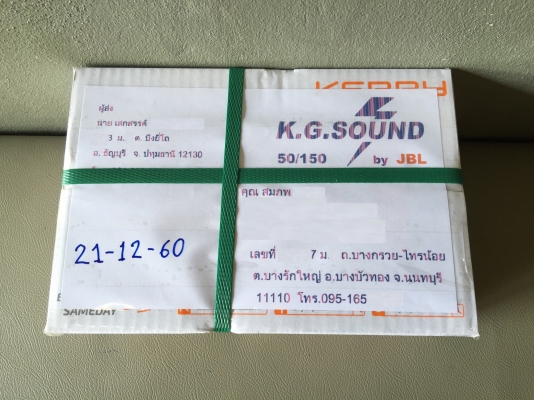 KERRY
ผู้ส่ง
นาย เสกสรรค์
3 ม. ต. บึงยี่โถ
อ. ธัญบุรี จ. ปทุมธานี 12130
K.G.SOUND
50/150 by JBL
คุณ สมภพ
21-12-60
เลขที่ 7 ม. ถ.บางกรวย-ไทรน้อย
ต.บางรักใหญ่ อ.บางบัวทอง จ.นนทบุรี
11110 โทร.095-165
SAMEDAY